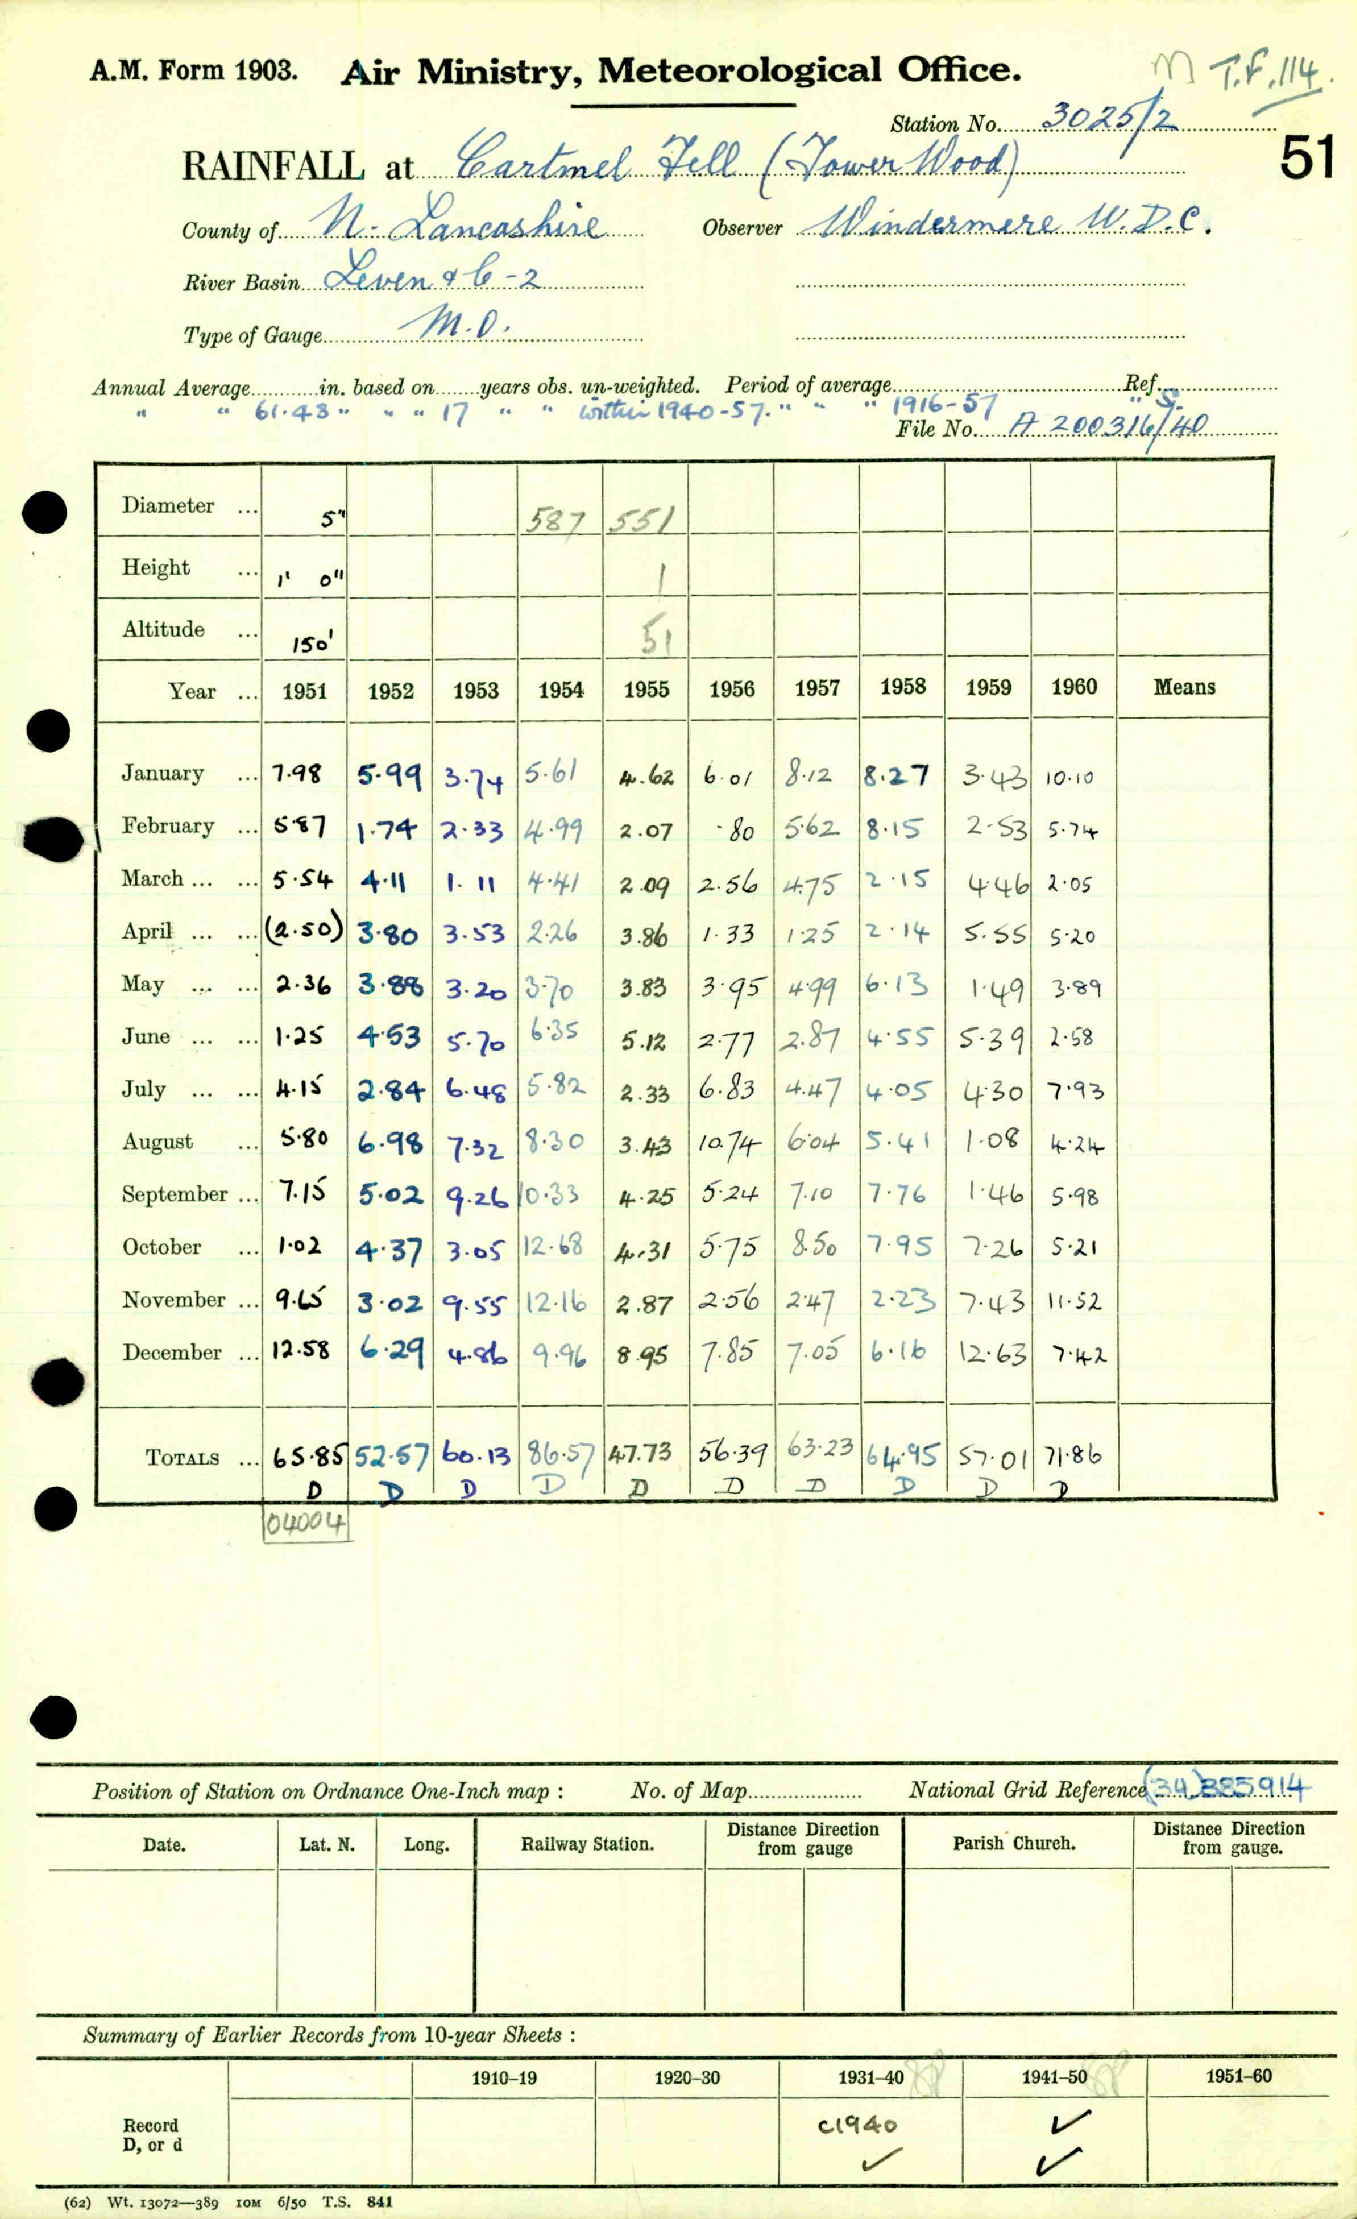 M T.F.114.
A.M. Form 1903. Air Ministry, Meteorological Office.
Station No. 3025/2
51
RAINFALL at Cartmel Fell (Tower Wood)
County of N. Lancashire Observer Windermere U.D.C.
River Basin Leven & C-2
Type of Gauge M.O.
Annual Average in. based on years obs. un-weighted. Period of average Ref.
" " 61.43 " " " 17 " " within 1940-57. " " " 1916-57 " S.
File No. A 200316/40
Diameter ... 5" 587 551
Height ... 1' 0" 1
Altitude ... 150' 51
Year ... 1951 1952 1953 1954 1955 1956 1957 1958 1959 1960 Means
January ... 7.98 5.99 3.74 5.61 4.62 6.01 8.12 8.27 3.43 10.10
February ... 5.87 1.74 2.33 4.99 2.07 .80 5.62 8.15 2.53 5.74
March ... ... 5.54 4.11 1.11 4.41 2.09 2.56 4.75 2.15 4.46 2.05
April ... ... (2.50) 3.80 3.53 2.26 3.86 1.33 1.25 2.14 5.55 5.20
May ... ... 2.36 3.88 3.20 3.70 3.83 3.95 4.99 6.13 1.49 3.89
June ... ... 1.25 4.53 5.70 6.35 5.12 2.77 2.87 4.55 5.39 2.58
July ... ... 4.15 2.84 6.48 5.82 2.33 6.83 4.47 4.05 4.30 7.93
August ... 5.80 6.98 7.32 8.30 3.43 10.74 6.04 5.41 1.08 4.24
September ... 7.15 5.02 9.26 10.33 4.25 5.24 7.10 7.76 1.46 5.98
October ... 1.02 4.37 3.05 12.68 4.31 5.75 8.50 7.95 7.26 5.21
November ... 9.65 3.02 9.55 12.16 2.87 2.56 2.47 2.23 7.43 11.52
December ... 12.58 6.29 4.86 9.96 8.95 7.85 7.05 6.16 12.63 7.42
TOTALS ... 65.85 52.57 60.13 86.57 47.73 56.39 63.23 64.95 57.01 71.86
D D D D D D D D D D
04004
Position of Station on Ordnance One-Inch map : No. of Map National Grid Reference (34) 385914
Date. Lat. N. Long. Railway Station. Distance from gauge Direction Parish Church. Distance from gauge. Direction
Summary of Earlier Records from 10-year Sheets :
1910–19 1920–30 1931–40 1941–50 1951–60
Record c1940 ✓
D, or d ✓ ✓
(62) Wt. 13072—389 10M 6/50 T.S. 841